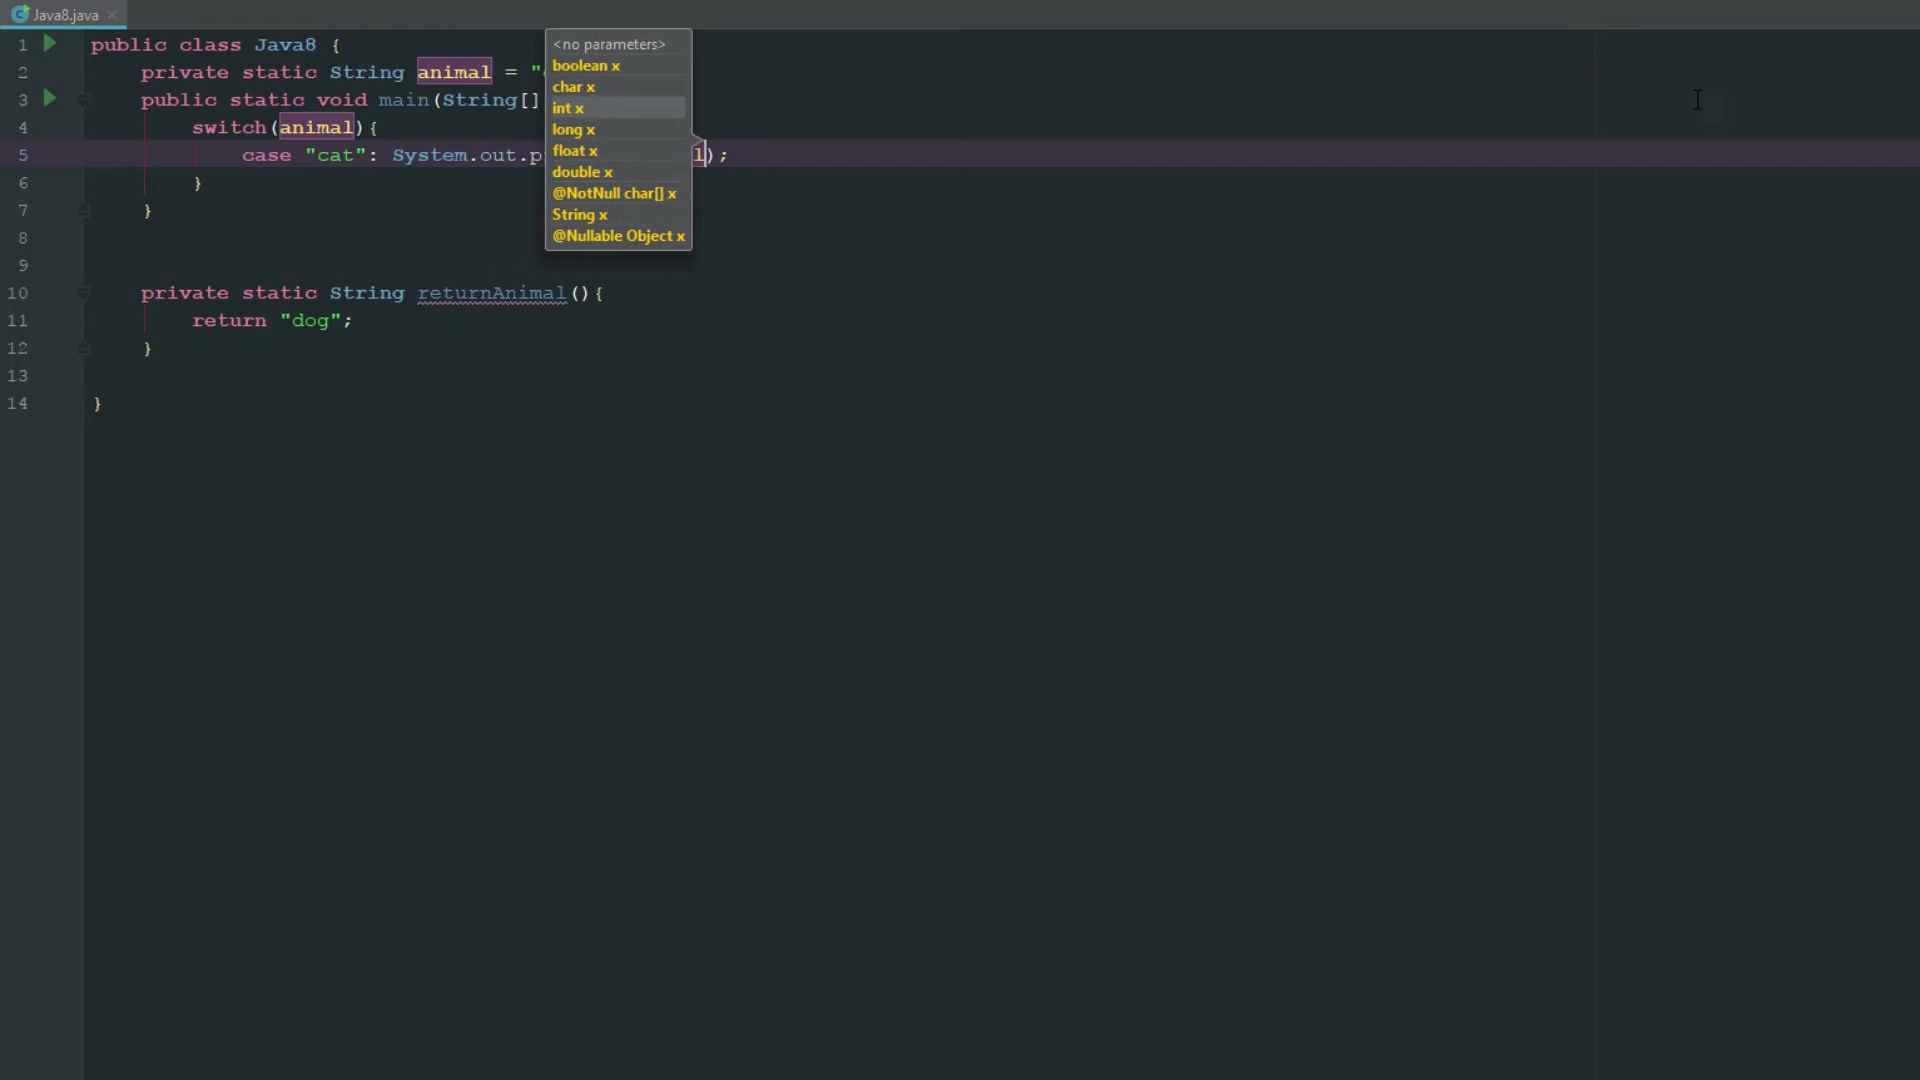 Java8.java
1 public class Java8 {
2 private static String animal = "
3 public static void main(String[]
4 switch(animal){
5 case "cat": System.out.p l);
6 }
7 }
8
9
10 private static String returnAnimal(){
11 return "dog";
12 }
13
14 }
<no parameters>
boolean x
char x
int x
long x
float x
double x
@NotNull char[] x
String x
@Nullable Object x